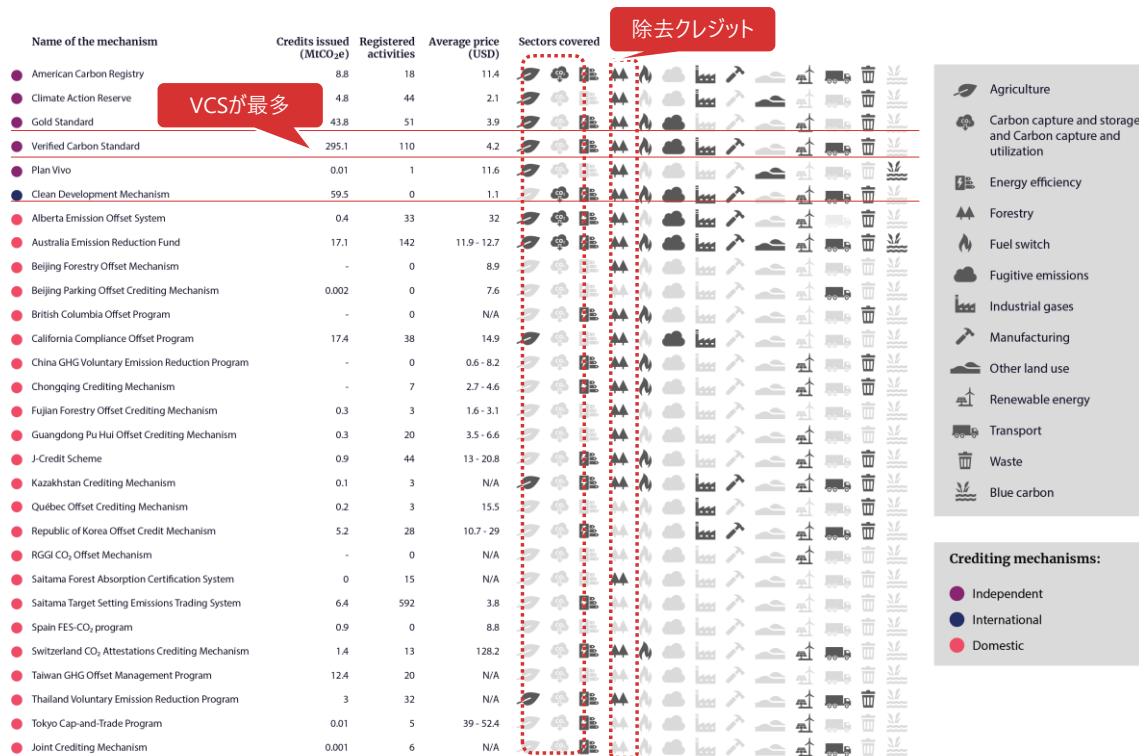 除去クレジット
Name of the mechanism Credits issued (MtCO₂e) Registered activities Average price (USD) Sectors covered
American Carbon Registry 8.8 18 11.4
Climate Action Reserve 4.8 44 2.1
VCSが最多
Gold Standard 43.8 51 3.9
Verified Carbon Standard 295.1 110 4.2
Plan Vivo 0.01 1 11.6
Clean Development Mechanism 59.5 0 1.1
Alberta Emission Offset System 0.4 33 32
Australia Emission Reduction Fund 17.1 142 11.9 - 12.7
Beijing Forestry Offset Mechanism - 0 8.9
Beijing Parking Offset Crediting Mechanism 0.002 0 7.6
British Columbia Offset Program - 0 N/A
California Compliance Offset Program 17.4 38 14.9
China GHG Voluntary Emission Reduction Program - 0 0.6 - 8.2
Chongqing Crediting Mechanism - 7 2.7 - 4.6
Fujian Forestry Offset Crediting Mechanism 0.3 3 1.6 - 3.1
Guangdong Pu Hui Offset Crediting Mechanism 0.3 20 3.5 - 6.6
J-Credit Scheme 0.9 44 13 - 20.8
Kazakhstan Crediting Mechanism 0.1 3 N/A
Québec Offset Crediting Mechanism 0.2 3 15.5
Republic of Korea Offset Credit Mechanism 5.2 28 10.7 - 29
RGGI CO₂ Offset Mechanism - 0 N/A
Saitama Forest Absorption Certification System 0 15 N/A
Saitama Target Setting Emissions Trading System 6.4 592 3.8
Spain FES-CO₂ program 0.9 0 8.8
Switzerland CO₂ Attestations Crediting Mechanism 1.4 13 128.2
Taiwan GHG Offset Management Program 12.4 20 N/A
Thailand Voluntary Emission Reduction Program 3 32 N/A
Tokyo Cap-and-Trade Program 0.01 5 39 - 52.4
Joint Crediting Mechanism 0.001 6 N/A
Agriculture
Carbon capture and storage
and Carbon capture and
utilization
Energy efficiency
Forestry
Fuel switch
Fugitive emissions
Industrial gases
Manufacturing
Other land use
Renewable energy
Transport
Waste
Blue carbon
Crediting mechanisms:
Independent
International
Domestic